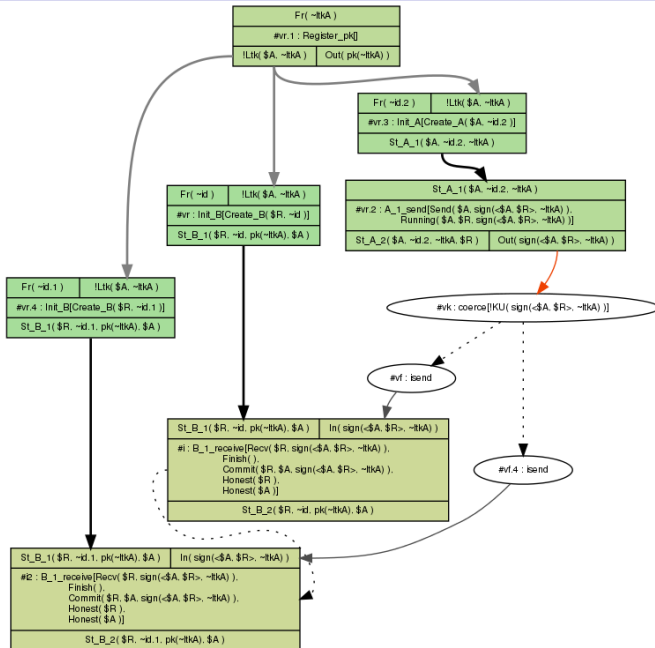 Fr( ~ltkA )
#vr.1 : Register_pk[]
!Ltk( $A, ~ltkA ) Out( pk(~ltkA) )
Fr( ~id.2 ) !Ltk( $A, ~ltkA )
#vr.3 : Init_A[Create_A( $A, ~id.2 )]
St_A_1( $A, ~id.2, ~ltkA )
St_A_1( $A, ~id.2, ~ltkA )
#vr.2 : A_1_send[Send( $A, sign(<$A, $R>, ~ltkA) ),
Running( $A, $R, sign(<$A, $R>, ~ltkA) )]
St_A_2( $A, ~id.2, ~ltkA, $R ) Out( sign(<$A, $R>, ~ltkA) )
Fr( ~id ) !Ltk( $A, ~ltkA )
#vr : Init_B[Create_B( $R, ~id )]
St_B_1( $R, ~id, pk(~ltkA), $A )
Fr( ~id.1 ) !Ltk( $A, ~ltkA )
#vr.4 : Init_B[Create_B( $R, ~id.1 )]
St_B_1( $R, ~id.1, pk(~ltkA), $A )
#vk : coerce[!KU( sign(<$A, $R>, ~ltkA) )]
#vf : isend
St_B_1( $R, ~id, pk(~ltkA), $A ) In( sign(<$A, $R>, ~ltkA) )
#i : B_1_receive[Recv( $R, sign(<$A, $R>, ~ltkA) ),
Finish( ),
Commit( $R, $A, sign(<$A, $R>, ~ltkA) ),
Honest( $R ),
Honest( $A )]
St_B_2( $R, ~id, pk(~ltkA), $A )
#vf.4 : isend
St_B_1( $R, ~id.1, pk(~ltkA), $A ) In( sign(<$A, $R>, ~ltkA) )
#i2 : B_1_receive[Recv( $R, sign(<$A, $R>, ~ltkA) ),
Finish( ),
Commit( $R, $A, sign(<$A, $R>, ~ltkA) ),
Honest( $R ),
Honest( $A )]
St_B_2( $R, ~id.1, pk(~ltkA), $A )